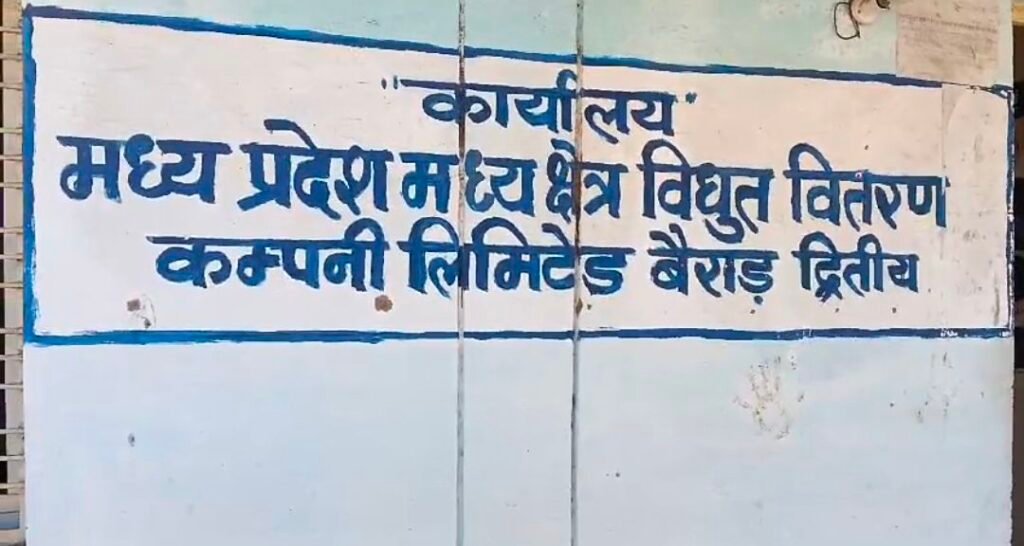 "कार्यालय"
मध्य प्रदेश मध्य क्षेत्र विधुत वितरण
कम्पनी लिमिटेड बैराड़ द्वितीय